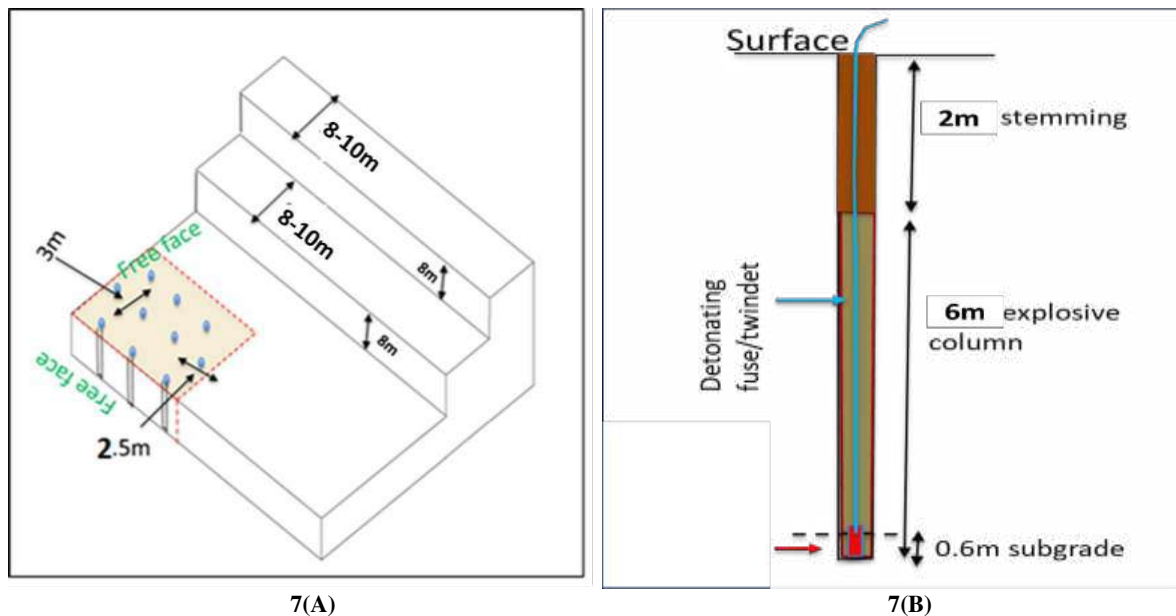 8-10m
8-10m
8m
8m
3m
Free face
Free face
2.5m
7(A)
Surface
2m stemming
Detonating
fuse/twindet
6m explosive
column
0.6m subgrade
7(B)